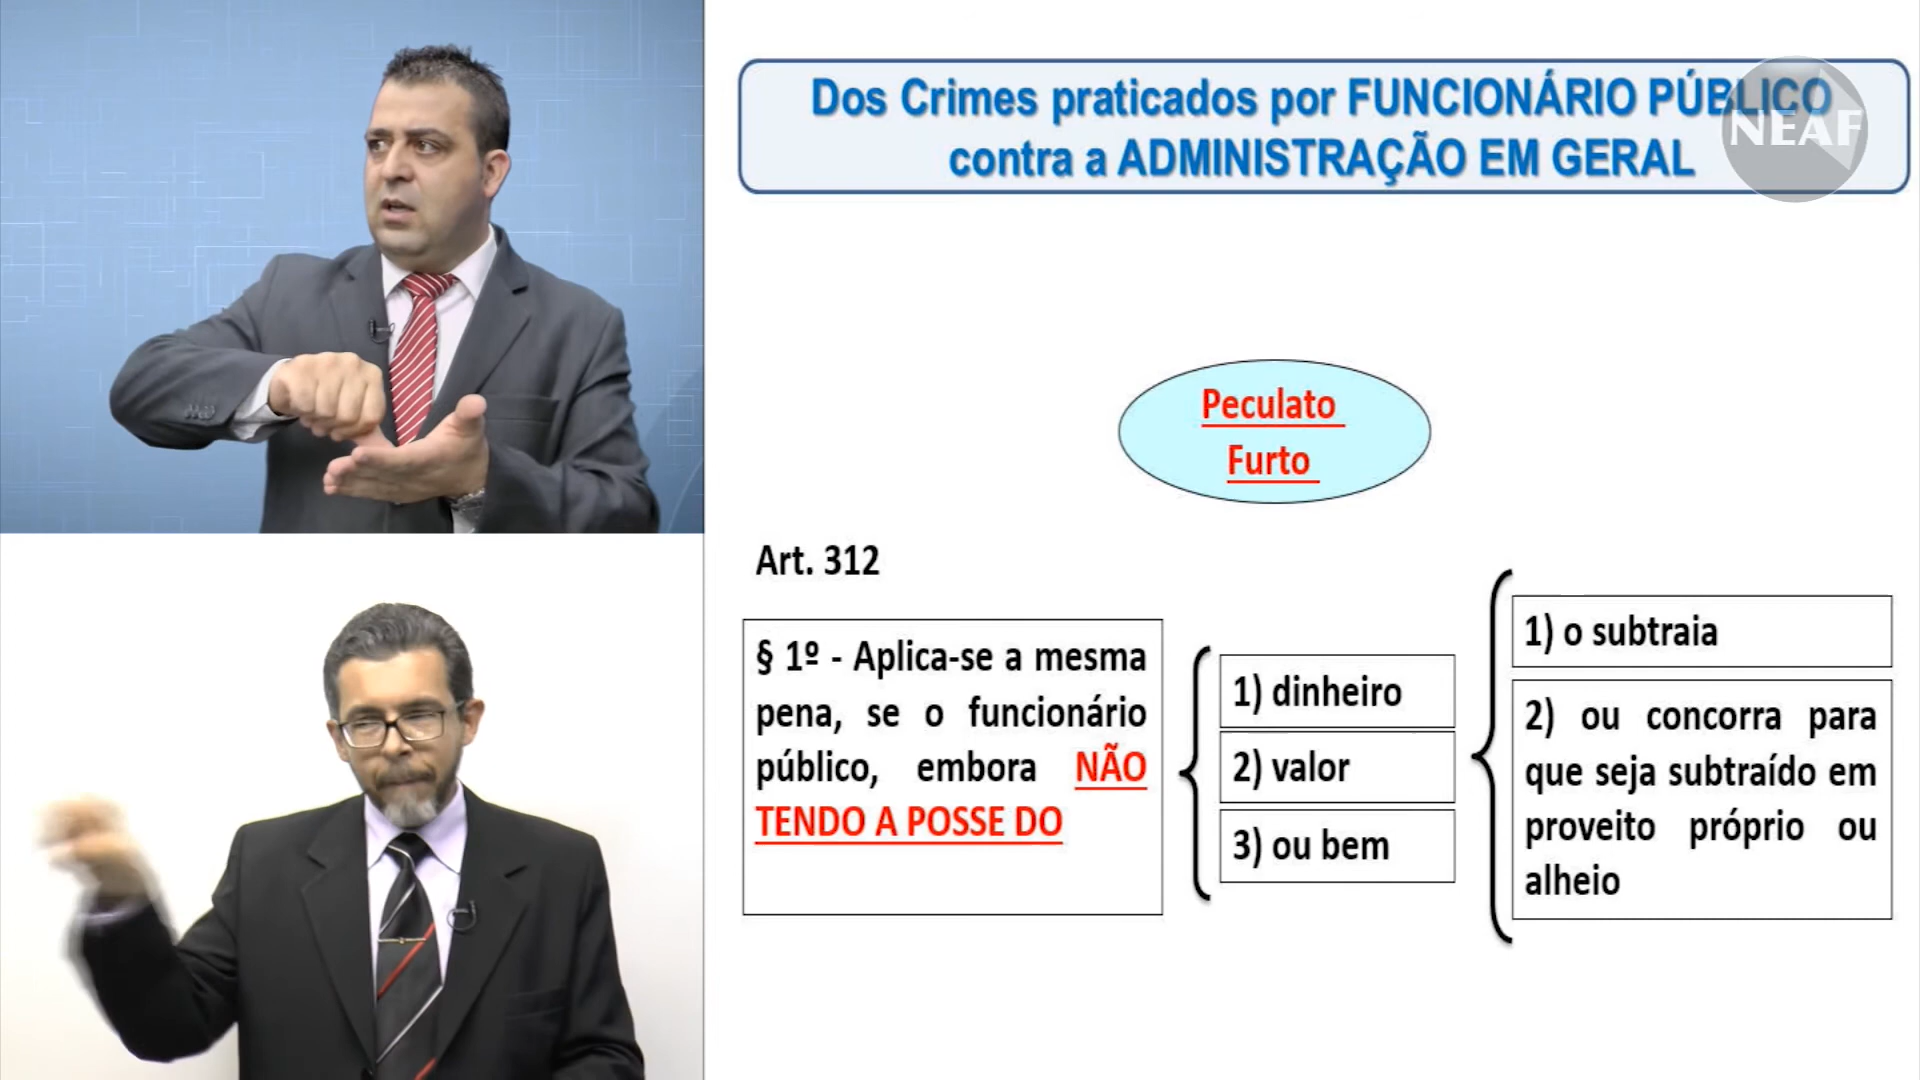 Dos Crimes praticados por FUNCIONÁRIO PÚBLICO
contra a ADMINISTRAÇÃO EM GERAL
NEAF
Peculato
Furto
Art. 312
§ 1º - Aplica-se a mesma
pena, se o funcionário
público, embora NÃO
TENDO A POSSE DO
1) dinheiro
2) valor
3) ou bem
1) o subtraia
2) ou concorra para
que seja subtraído em
proveito próprio ou
alheio